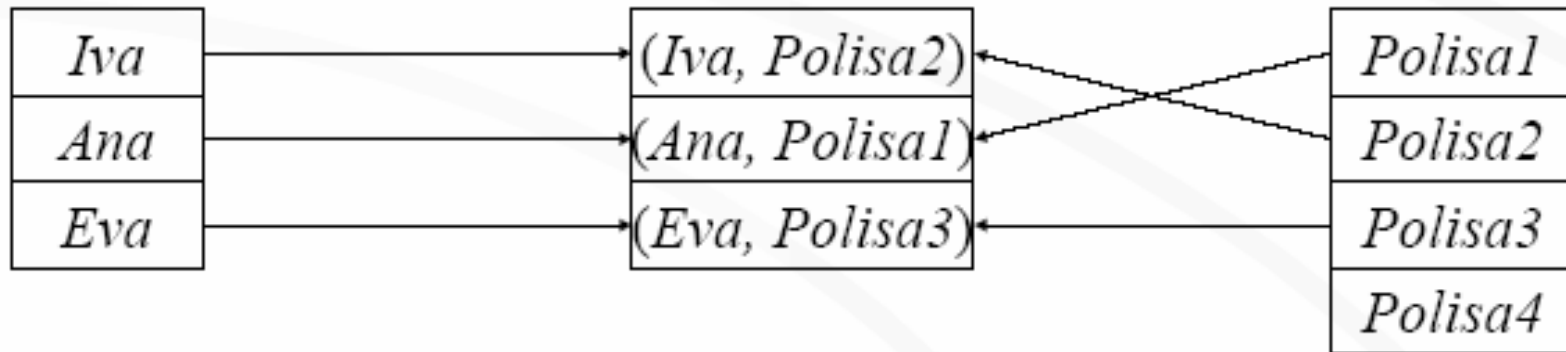 Iva
Ana
Eva
(Iva, Polisa2)
(Ana, Polisa1)
(Eva, Polisa3)
Polisa1
Polisa2
Polisa3
Polisa4